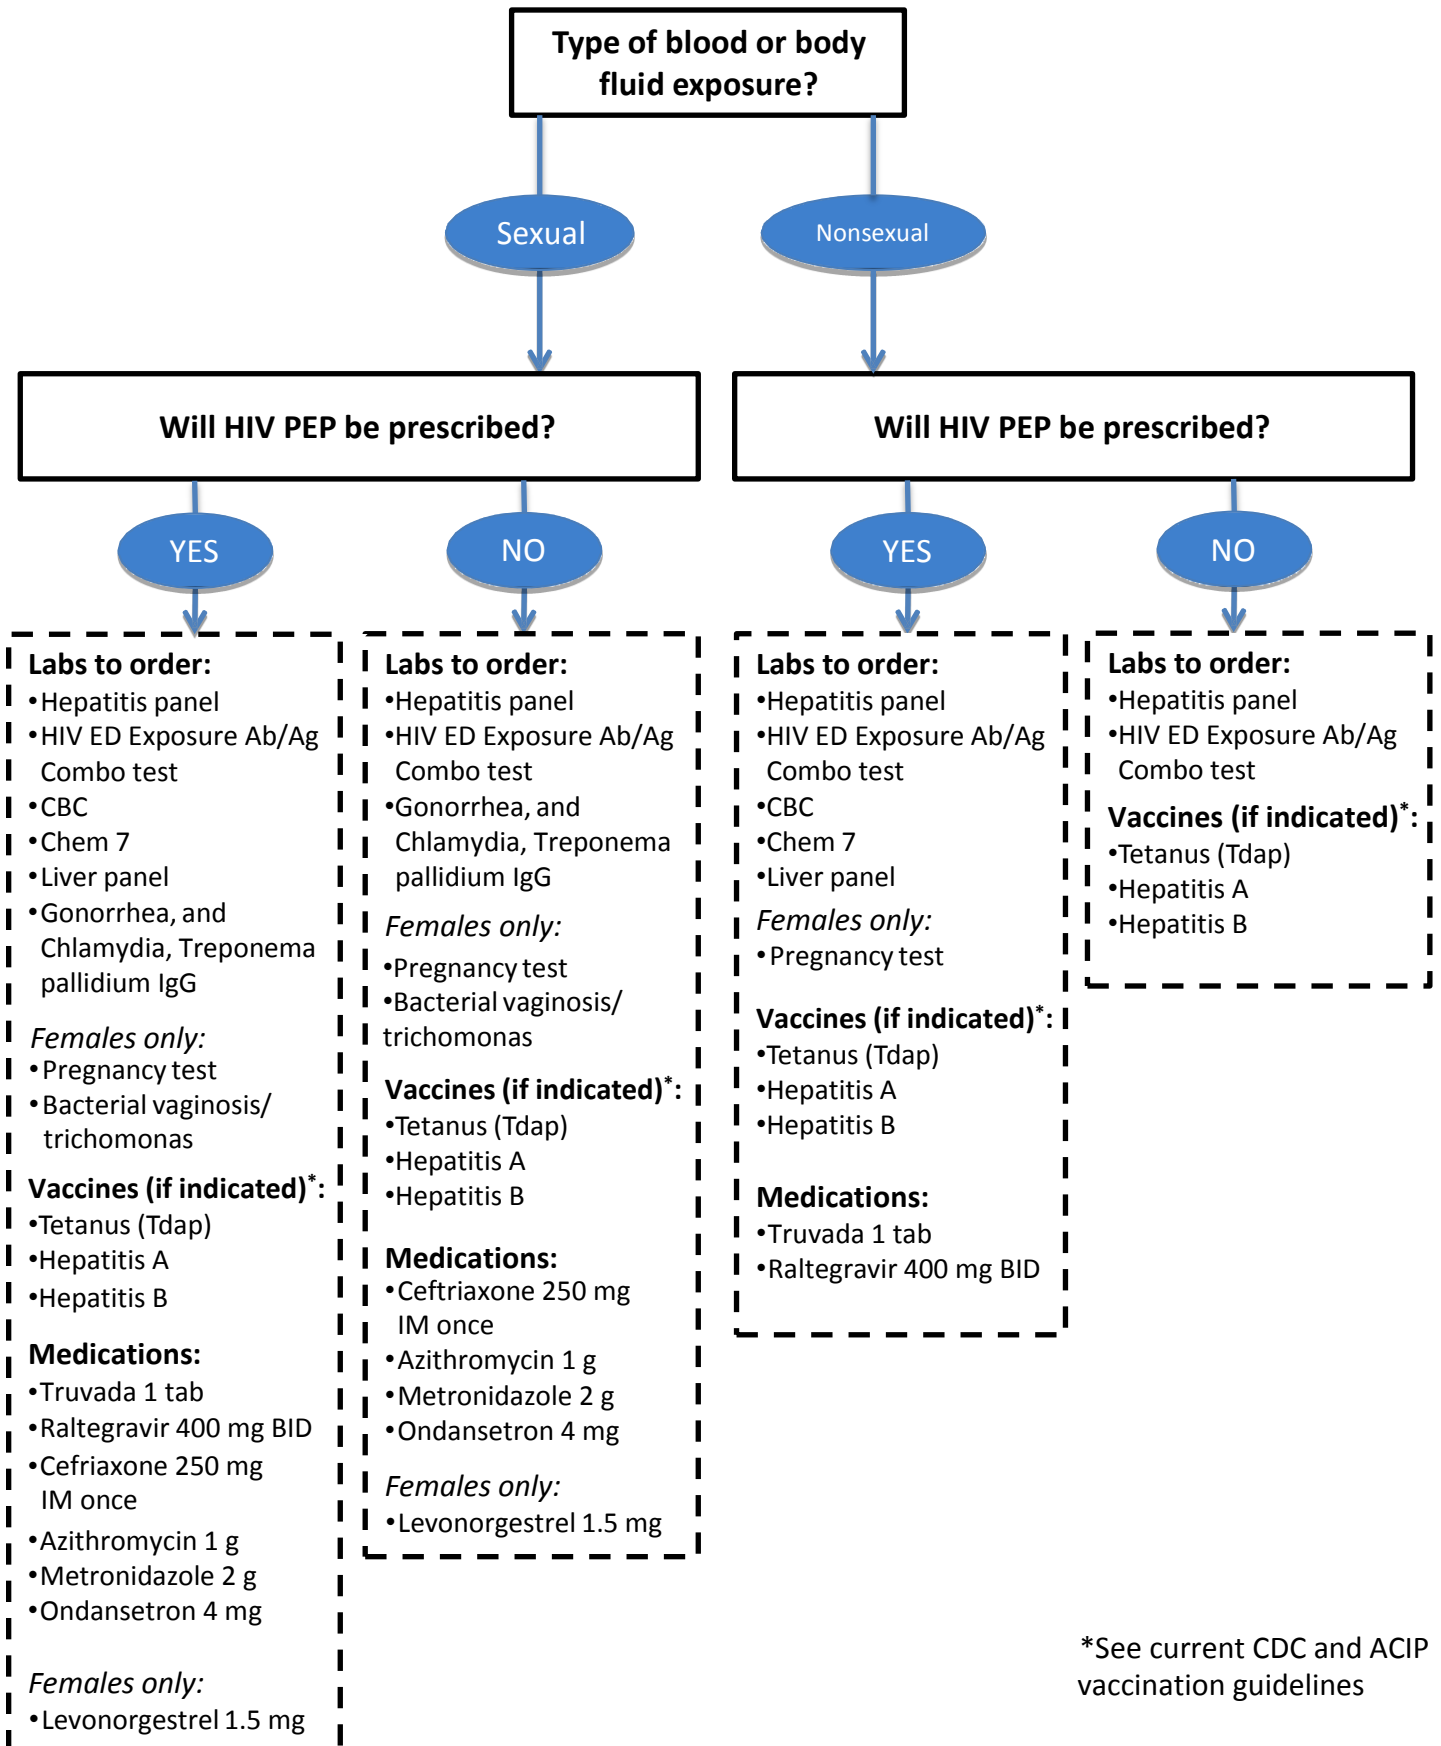 Type of blood or body
fluid exposure?
Sexual
Nonsexual
Will HIV PEP be prescribed?
Will HIV PEP be prescribed?
YES
NO
YES
NO
Labs to order:
•Hepatitis panel
•HIV ED Exposure Ab/Ag
Combo test
•CBC
•Chem 7
•Liver panel
•Gonorrhea, and
Chlamydia, Treponema
pallidium IgG
Females only:
•Pregnancy test
•Bacterial vaginosis/
trichomonas
Vaccines (if indicated)*:
•Tetanus (Tdap)
•Hepatitis A
•Hepatitis B
Medications:
•Truvada 1 tab
•Raltegravir 400 mg BID
•Cefriaxone 250 mg
IM once
•Azithromycin 1 g
•Metronidazole 2 g
•Ondansetron 4 mg
Females only:
•Levonorgestrel 1.5 mg
Labs to order:
•Hepatitis panel
•HIV ED Exposure Ab/Ag
Combo test
•Gonorrhea, and
Chlamydia, Treponema
pallidium IgG
Females only:
•Pregnancy test
•Bacterial vaginosis/
trichomonas
Vaccines (if indicated)*:
•Tetanus (Tdap)
•Hepatitis A
•Hepatitis B
Medications:
•Ceftriaxone 250 mg
IM once
•Azithromycin 1 g
•Metronidazole 2 g
•Ondansetron 4 mg
Females only:
•Levonorgestrel 1.5 mg
Labs to order:
•Hepatitis panel
•HIV ED Exposure Ab/Ag
Combo test
•CBC
•Chem 7
•Liver panel
Females only:
•Pregnancy test
Vaccines (if indicated)*:
•Tetanus (Tdap)
•Hepatitis A
•Hepatitis B
Medications:
•Truvada 1 tab
•Raltegravir 400 mg BID
Labs to order:
•Hepatitis panel
•HIV ED Exposure Ab/Ag
Combo test
Vaccines (if indicated)*:
•Tetanus (Tdap)
•Hepatitis A
•Hepatitis B
*See current CDC and ACIP
vaccination guidelines